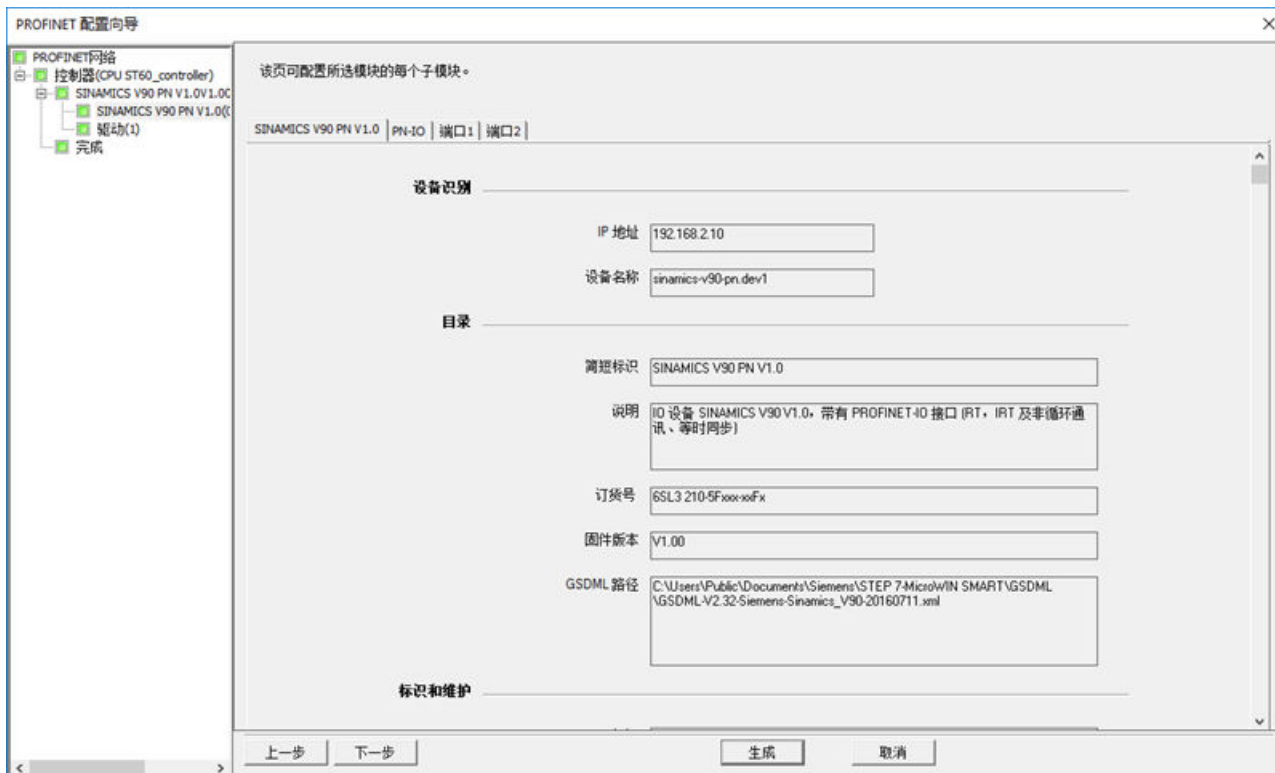 PROFINET 配置向导
PROFINET网络
控制器(CPU ST60_controller)
SINAMICS V90 PN V1.0V1.0C
SINAMICS V90 PN V1.0(C
驱动(1)
完成
该页可配置所选模块的每个子模块。
SINAMICS V90 PN V1.0 PN-IO 端口1 端口2
设备识别
IP 地址 192.168.2.10
设备名称 sinamics-v90-pn.dev1
目录
简短标识 SINAMICS V90 PN V1.0
说明 IO 设备 SINAMICS V90 V1.0，带有 PROFINET-IO 接口 (RT，IRT 及非循环通
讯、等时同步)
订货号 6SL3 210-5Fxxx-xxFx
固件版本 V1.00
GSDML 路径 C:\Users\Public\Documents\Siemens\STEP 7-MicroWIN SMART\GSDML
\GSDML-V2.32-Siemens-Sinamics_V90-20160711.xml
标识和维护
上一步 下一步 生成 取消